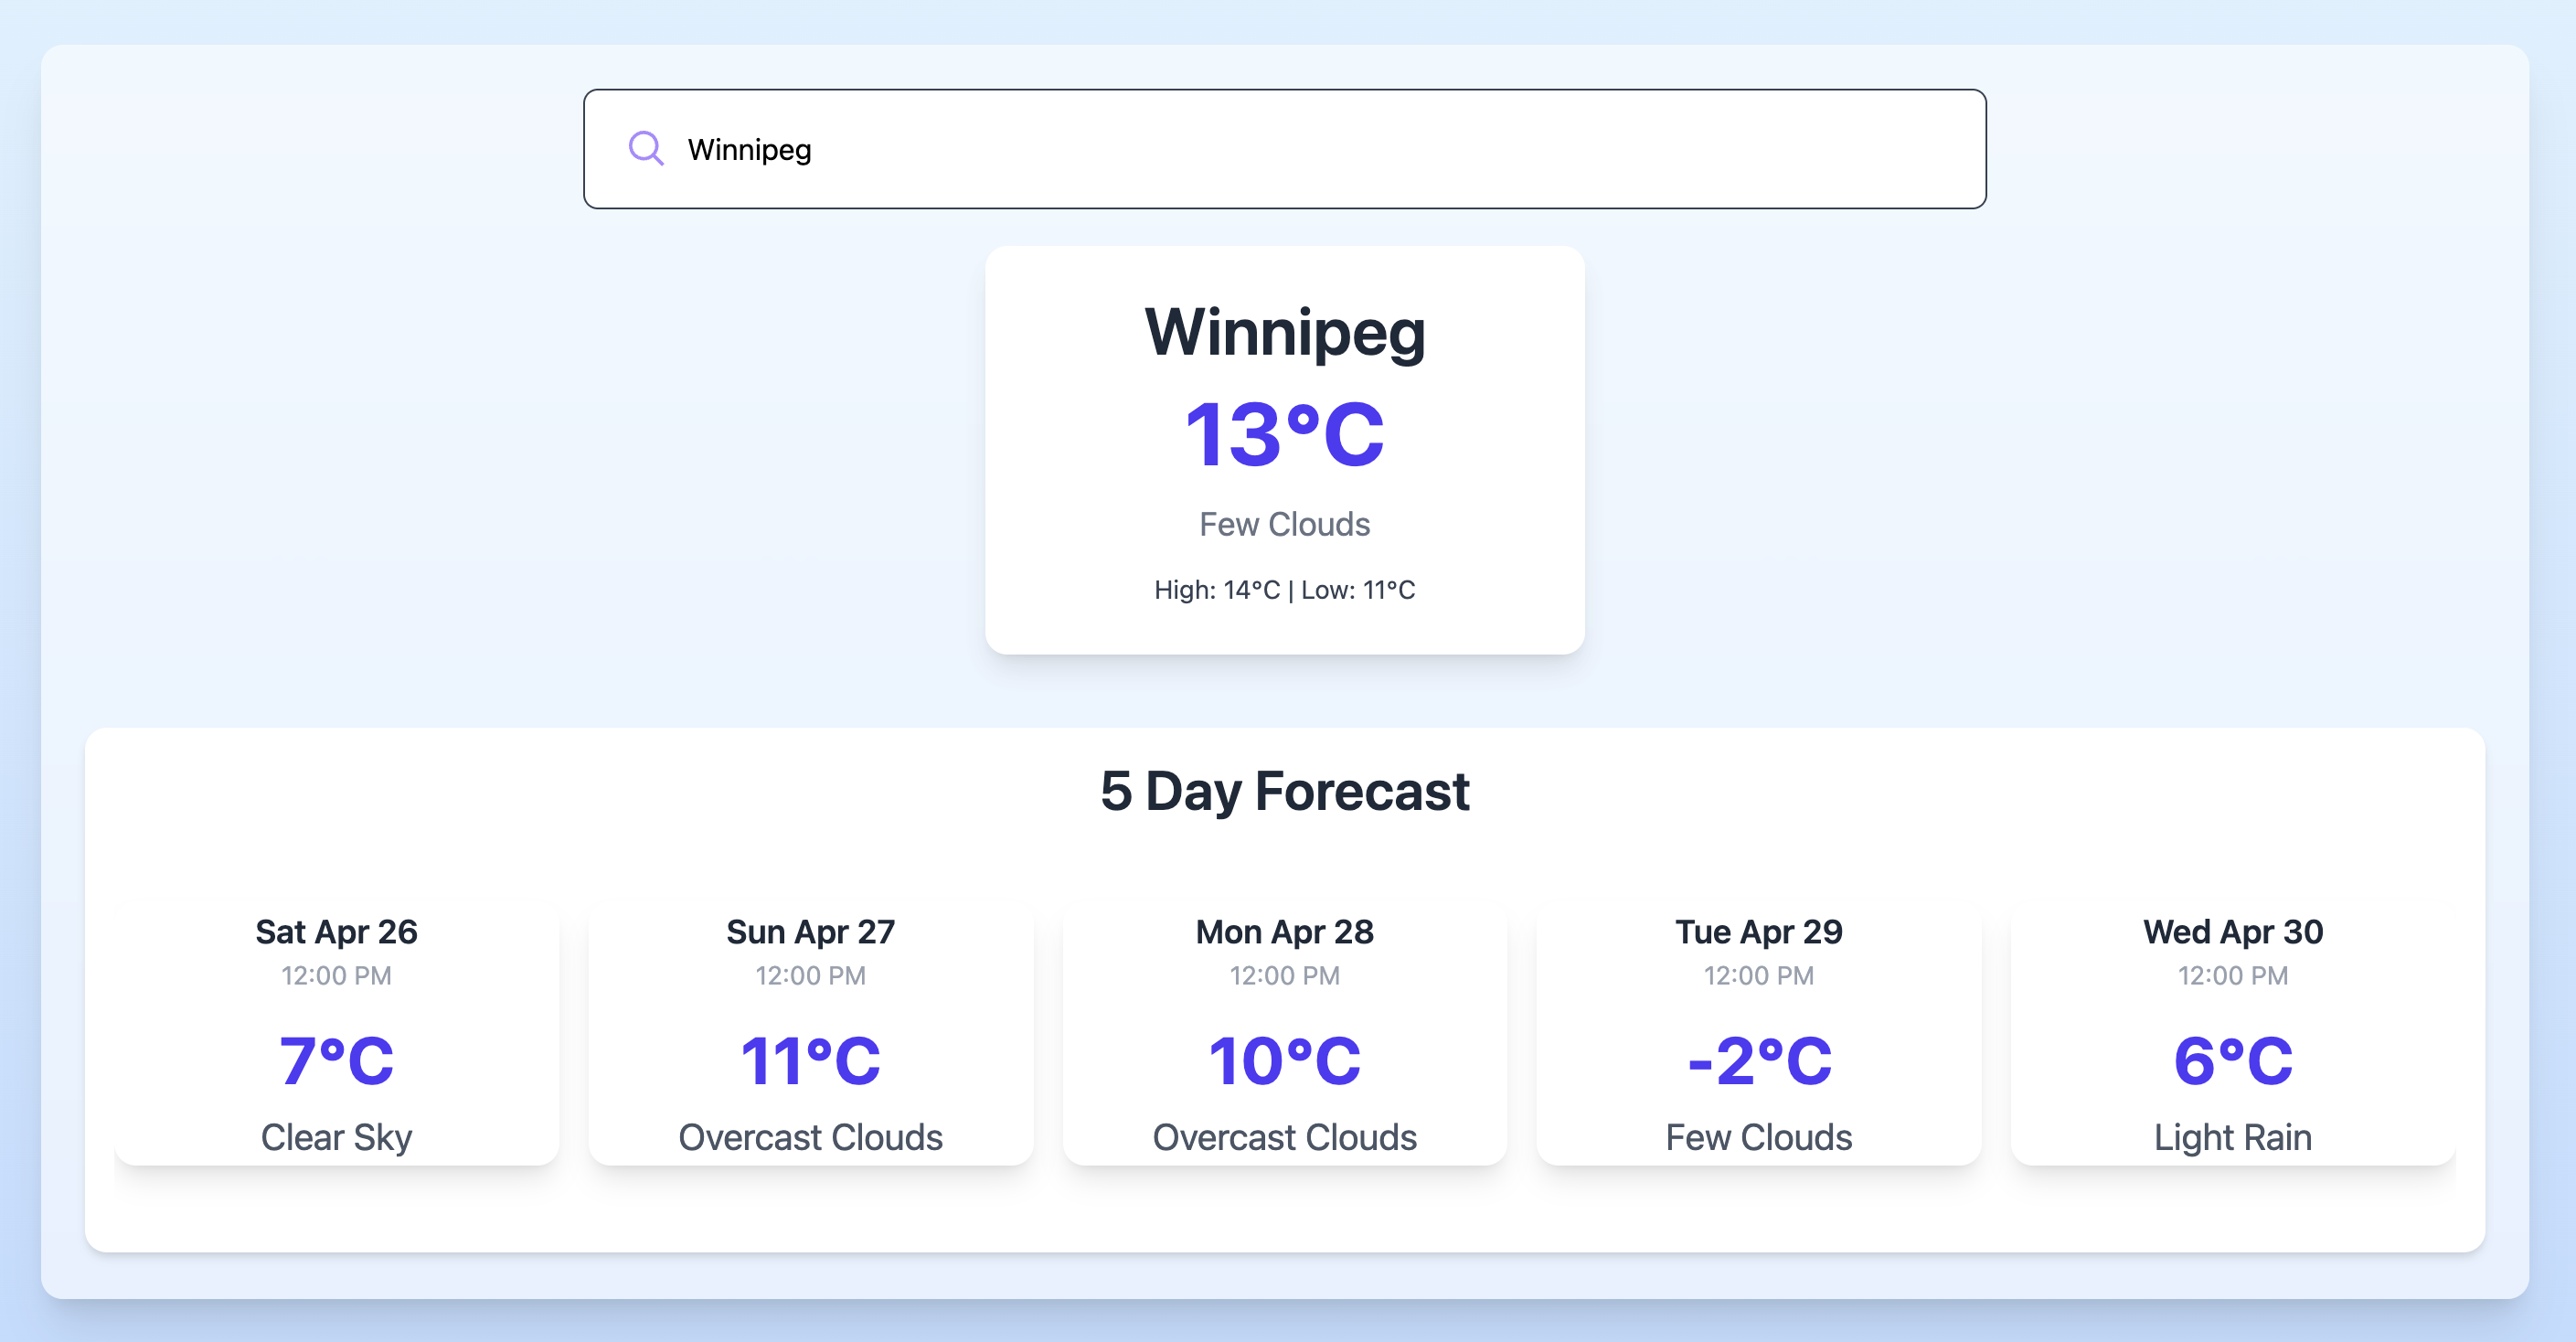 Winnipeg
Winnipeg
13°C
Few Clouds
High: 14°C | Low: 11°C
5 Day Forecast
Sat Apr 26
12:00 PM
7°C
Clear Sky
Sun Apr 27
12:00 PM
11°C
Overcast Clouds
Mon Apr 28
12:00 PM
10°C
Overcast Clouds
Tue Apr 29
12:00 PM
-2°C
Few Clouds
Wed Apr 30
12:00 PM
6°C
Light Rain